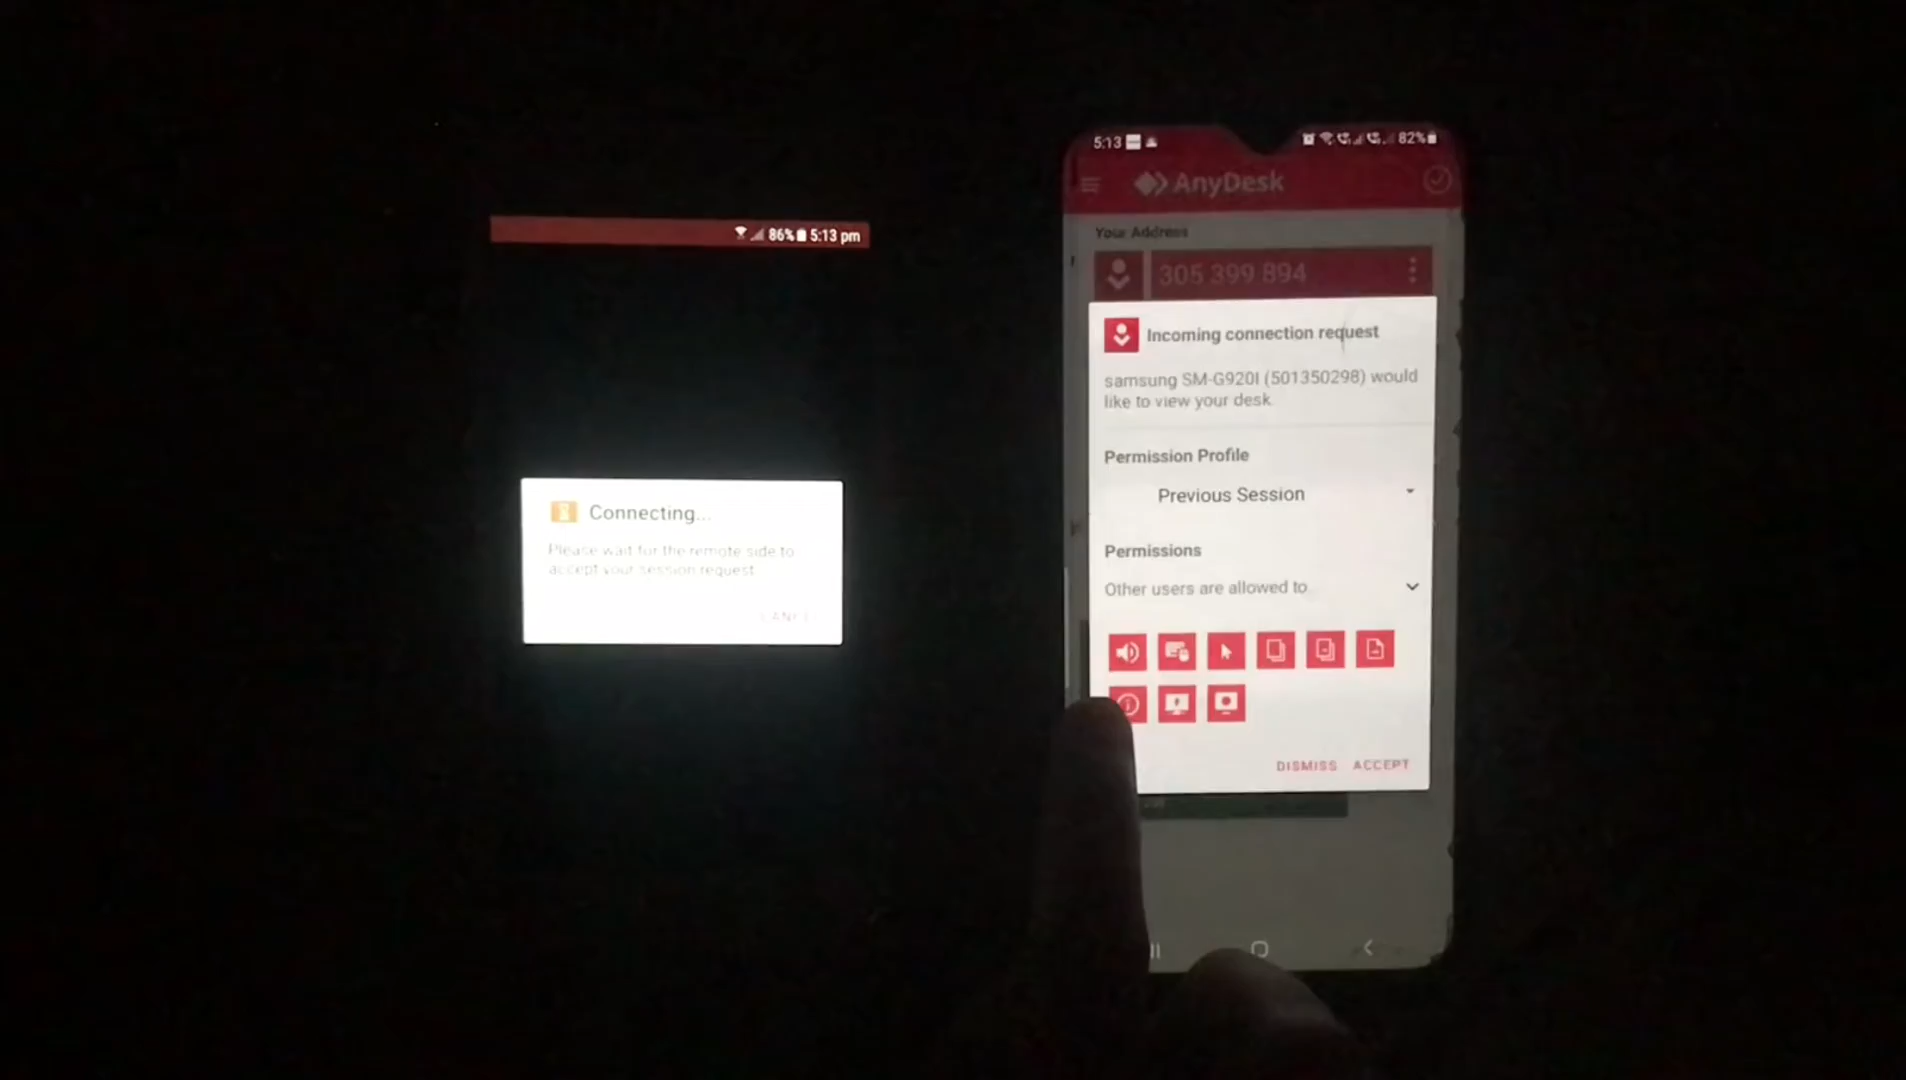 86% 5:13 pm
Connecting...
Please wait for the remote side to
accept your session request
5:13
82%
AnyDesk
Your Address
305 399 894
Incoming connection request
samsung SM-G920I (501350298) would
like to view your desk.
Permission Profile
Previous Session
Permissions
Other users are allowed to
DISMISS ACCEPT